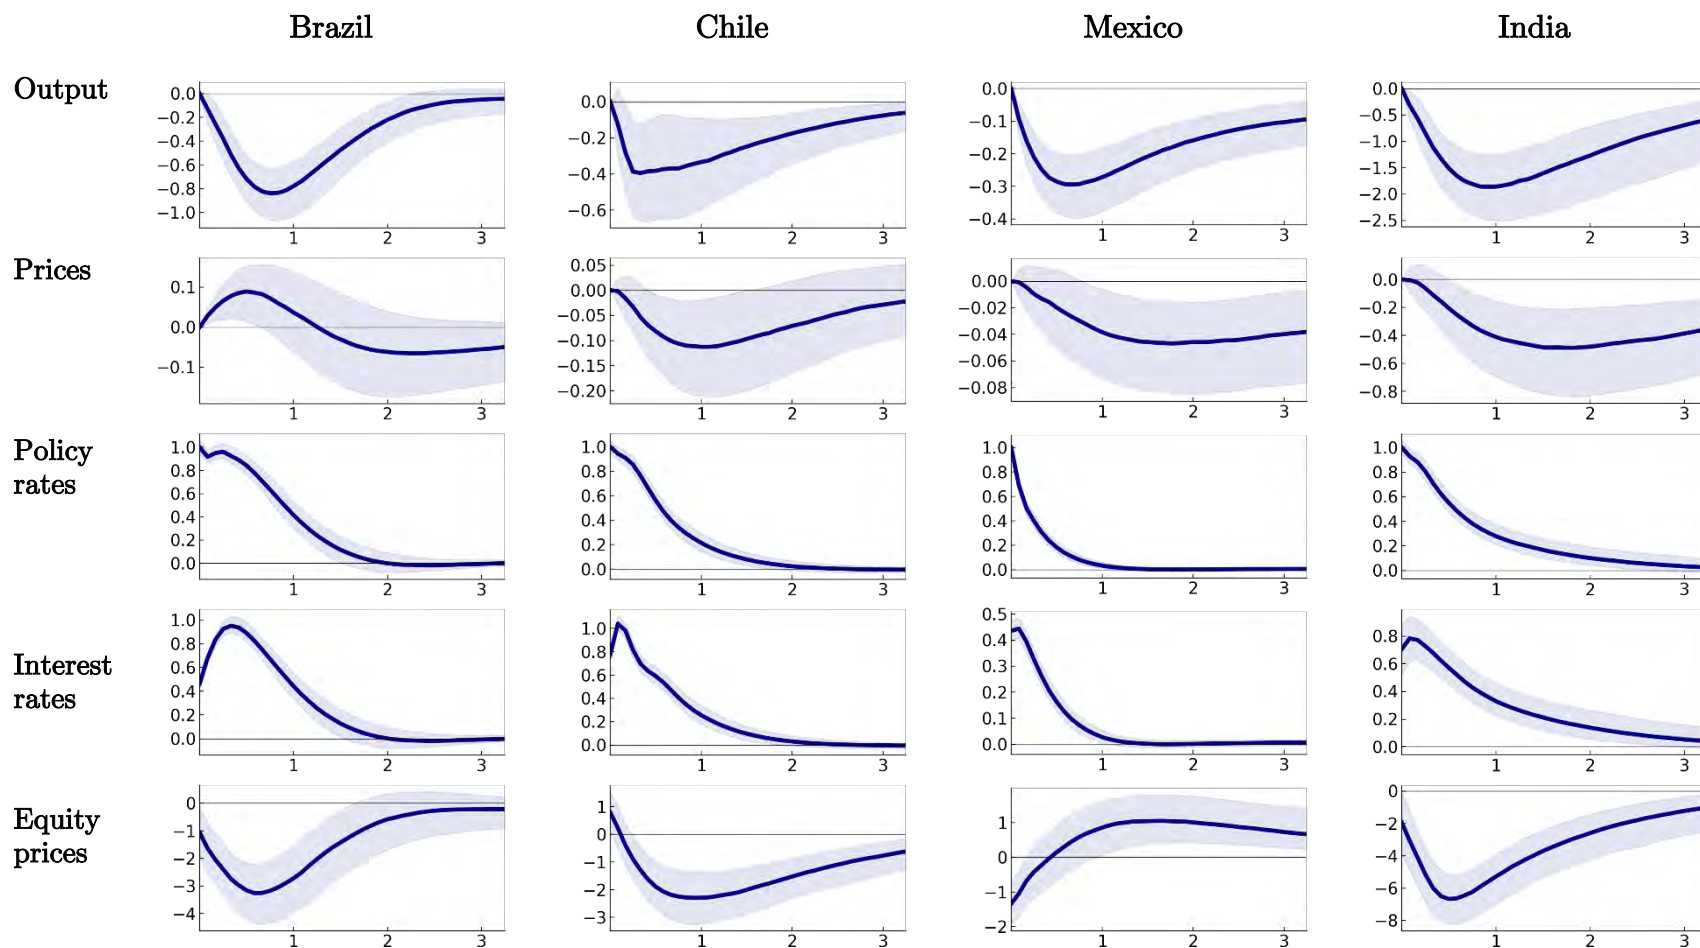 Brazil Chile Mexico India
Output
0.0 −0.2 −0.4 −0.6 −0.8 −1.0
1 2 3
0.0 −0.2 −0.4 −0.6
1 2 3
0.0 −0.1 −0.2 −0.3 −0.4
1 2 3
0.0 −0.5 −1.0 −1.5 −2.0 −2.5
1 2 3
Prices
0.1 0.0 −0.1
1 2 3
0.05 0.00 −0.05 −0.10 −0.15 −0.20
1 2 3
0.00 −0.02 −0.04 −0.06 −0.08
1 2 3
0.0 −0.2 −0.4 −0.6 −0.8
1 2 3
Policy
rates
1.0 0.8 0.6 0.4 0.2 0.0
1 2 3
1.0 0.8 0.6 0.4 0.2 0.0
1 2 3
1.0 0.8 0.6 0.4 0.2 0.0
1 2 3
1.0 0.8 0.6 0.4 0.2 0.0
1 2 3
Interest
rates
1.0 0.8 0.6 0.4 0.2 0.0
1 2 3
1.0 0.8 0.6 0.4 0.2 0.0
1 2 3
0.5 0.4 0.3 0.2 0.1 0.0
1 2 3
0.8 0.6 0.4 0.2 0.0
1 2 3
Equity
prices
0 −1 −2 −3 −4
1 2 3
1 0 −1 −2 −3
1 2 3
1 0 −1 −2
1 2 3
0 −2 −4 −6 −8
1 2 3